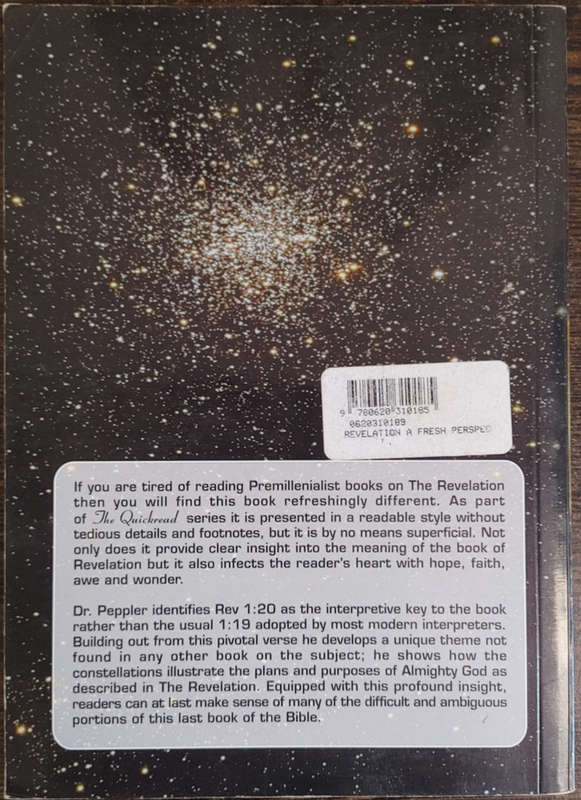 9 780620 310185
0620310189
REVELATION A FRESH PERSPEC
If you are tired of reading Premillenialist books on The Revelation
then you will find this book refreshingly different. As part
of The Quickread series it is presented in a readable style without
tedious details and footnotes, but it is by no means superficial. Not
only does it provide clear insight into the meaning of the book of
Revelation but it also infects the reader's heart with hope, faith,
awe and wonder.
Dr. Peppler identifies Rev 1:20 as the interpretive key to the book
rather than the usual 1:19 adopted by most modern interpreters.
Building out from this pivotal verse he develops a unique theme not
found in any other book on the subject; he shows how the
constellations illustrate the plans and purposes of Almighty God as
described in The Revelation. Equipped with this profound insight,
readers can at last make sense of many of the difficult and ambiguous
portions of this last book of the Bible.